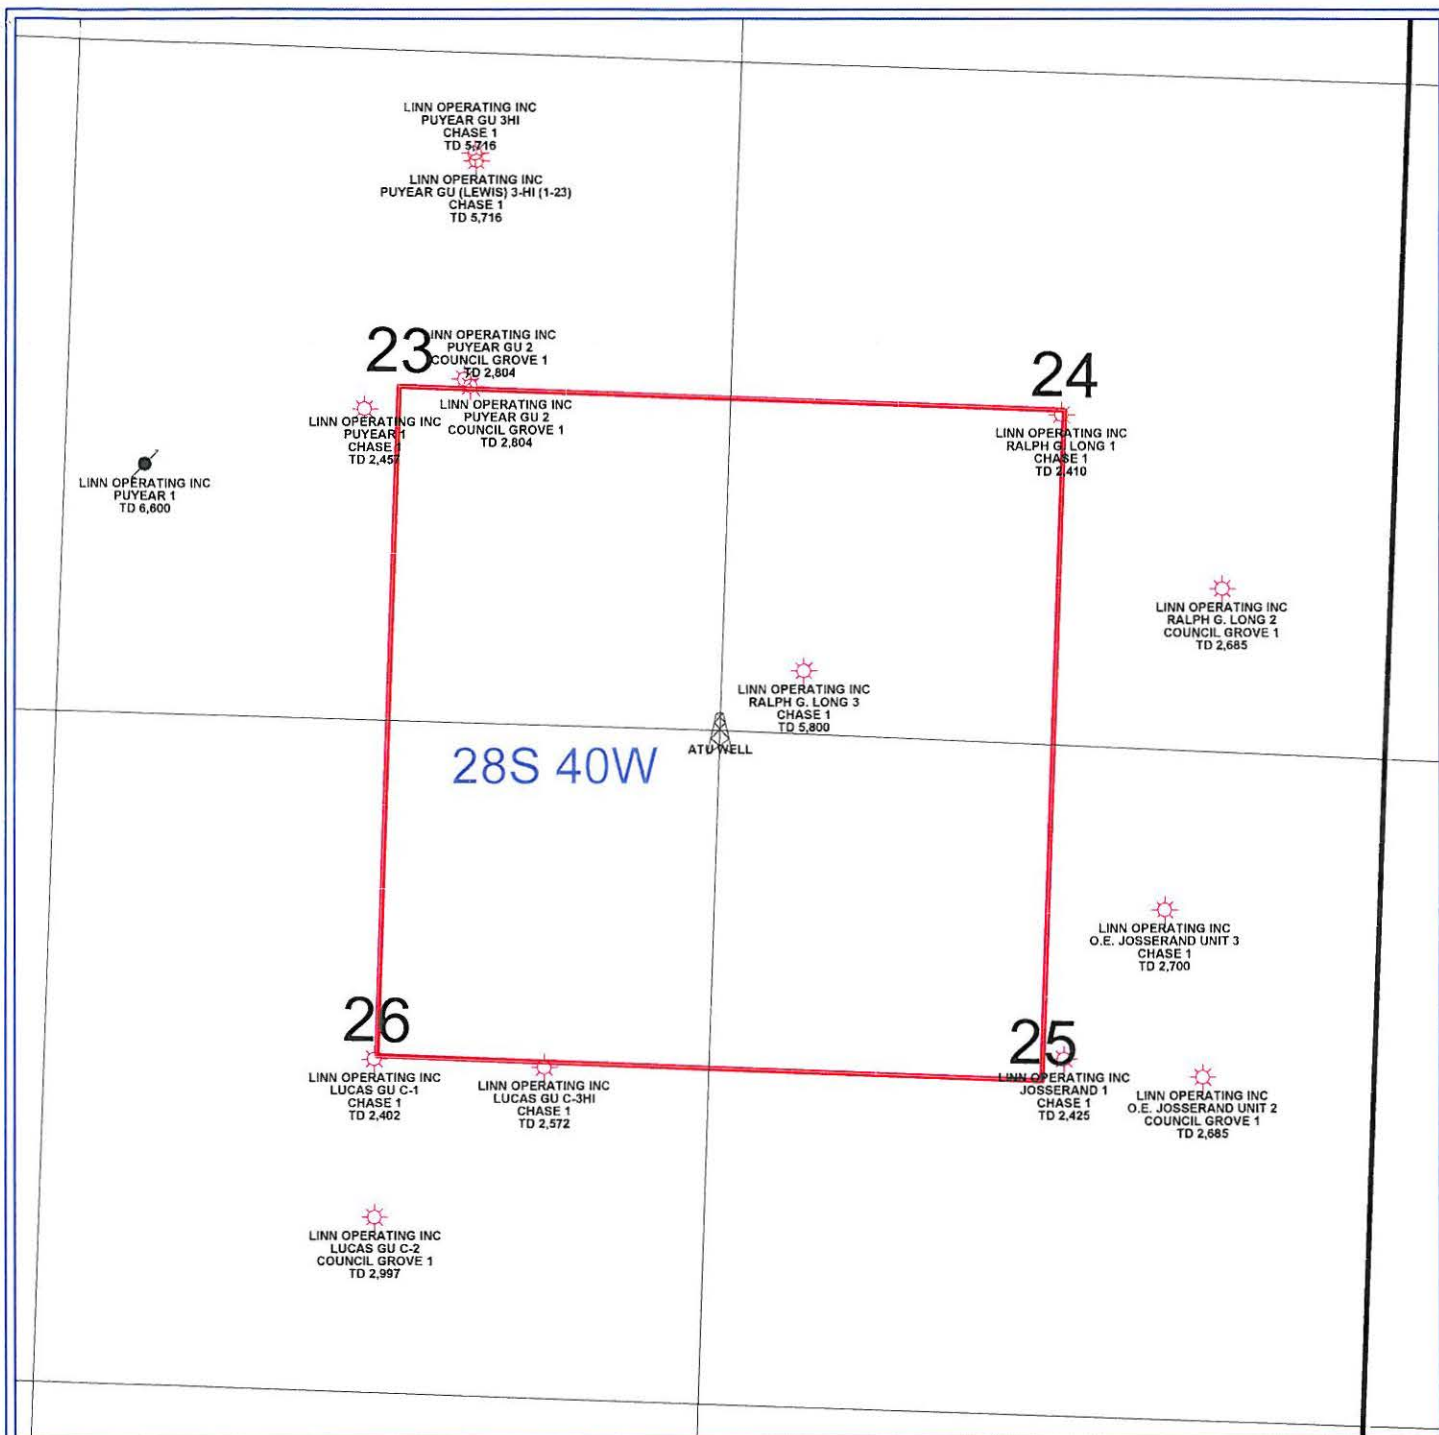 LINN OPERATING INC
PUYEAR GU 3HI
CHASE 1
TD 5,716
LINN OPERATING INC
PUYEAR GU (LEWIS) 3-HI (1-23)
CHASE 1
TD 5,716
23
LINN OPERATING INC
PUYEAR GU 2
COUNCIL GROVE 1
TD 2,804
24
LINN OPERATING INC
PUYEAR GU 2
COUNCIL GROVE 1
TD 2,804
LINN OPERATING INC
PUYEAR 1
CHASE 1
TD 2,457
LINN OPERATING INC
RALPH G. LONG 1
CHASE 1
TD 2,410
LINN OPERATING INC
PUYEAR 1
TD 6,600
LINN OPERATING INC
RALPH G. LONG 2
COUNCIL GROVE 1
TD 2,685
LINN OPERATING INC
RALPH G. LONG 3
CHASE 1
TD 5,800
ATU WELL
28S 40W
LINN OPERATING INC
O.E. JOSSERAND UNIT 3
CHASE 1
TD 2,700
26
25
LINN OPERATING INC
LUCAS GU C-1
CHASE 1
TD 2,402
LINN OPERATING INC
LUCAS GU C-3HI
CHASE 1
TD 2,572
LINN OPERATING INC
JOSSERAND 1
CHASE 1
TD 2,425
LINN OPERATING INC
O.E. JOSSERAND UNIT 2
COUNCIL GROVE 1
TD 2,685
LINN OPERATING INC
LUCAS GU C-2
COUNCIL GROVE 1
TD 2,997